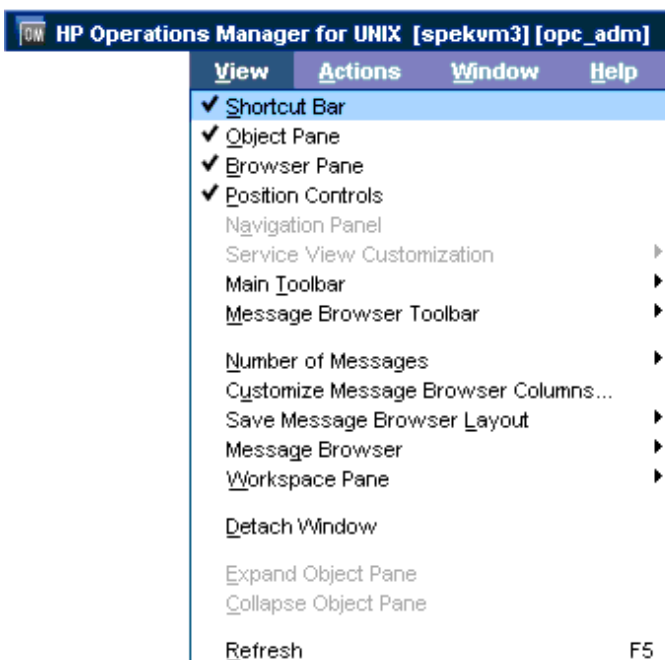 OM HP Operations Manager for UNIX [spekvm3] [opc_adm]
View Actions Window Help
Shortcut Bar
Object Pane
Browser Pane
Position Controls
Navigation Panel
Service View Customization
Main Toolbar
Message Browser Toolbar
Number of Messages
Customize Message Browser Columns...
Save Message Browser Layout
Message Browser
Workspace Pane
Detach Window
Expand Object Pane
Collapse Object Pane
Refresh F5